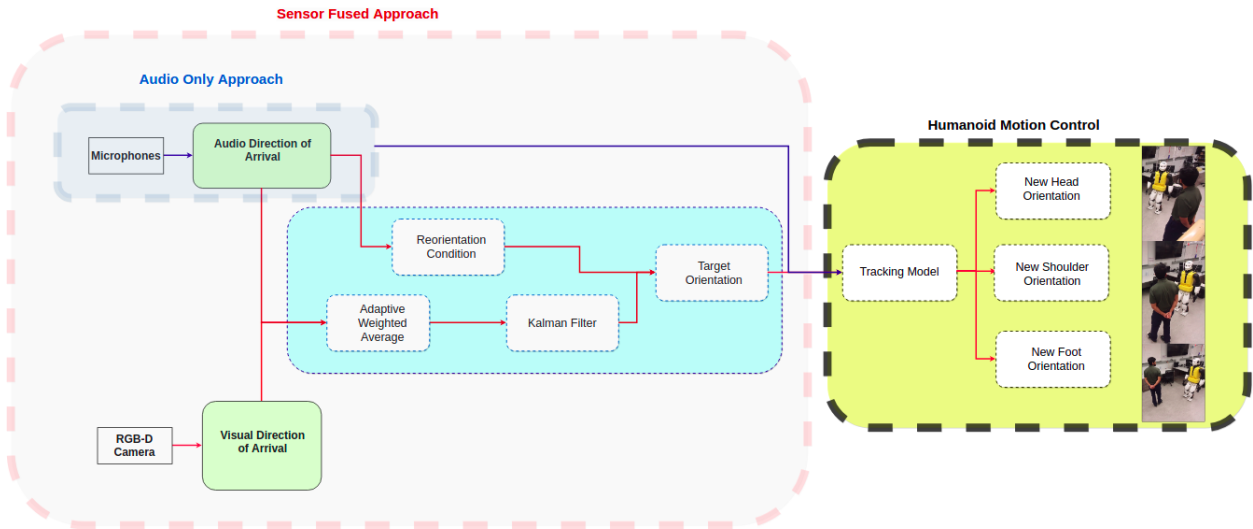 Sensor Fused Approach
Audio Only Approach
Microphones
Audio Direction of
Arrival
Reorientation
Condition
Adaptive
Weighted
Average
Kalman Filter
Target
Orientation
RGB-D
Camera
Visual Direction
of Arrival
Humanoid Motion Control
Tracking Model
New Head
Orientation
New Shoulder
Orientation
New Foot
Orientation